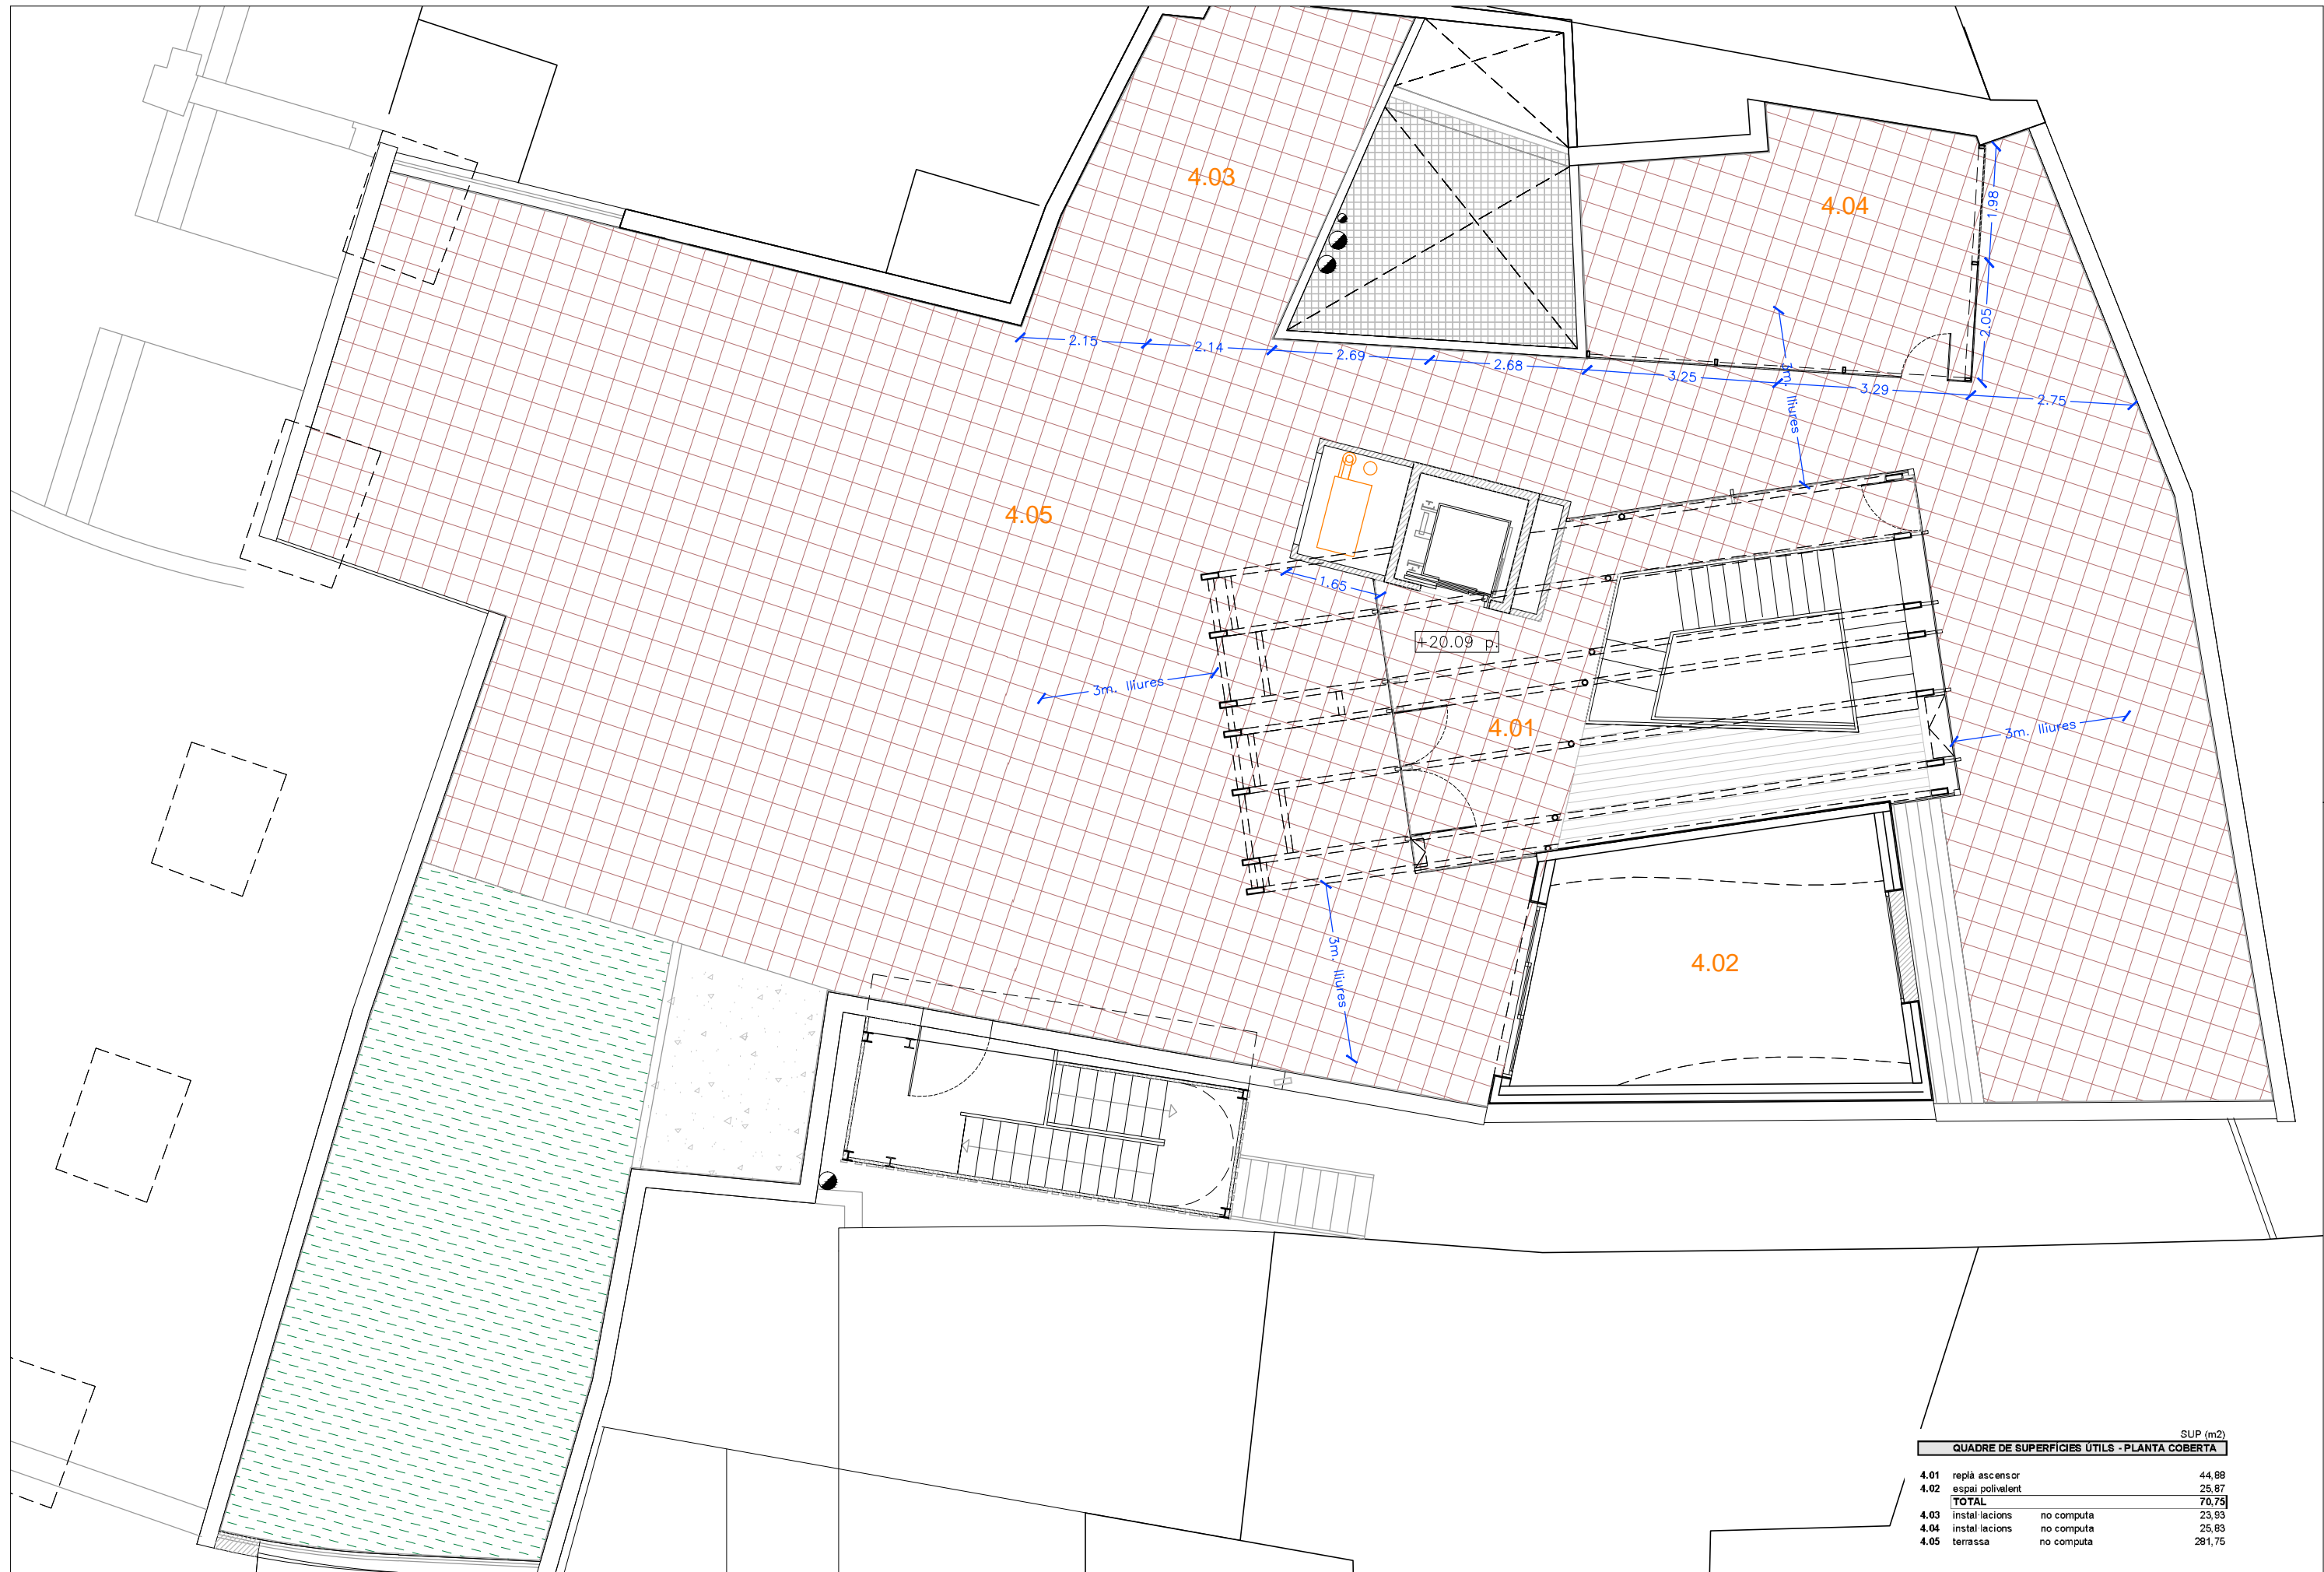 4.03
4.04
1.98
2.05
2.15
2.14
2.69
2.68
3.25
3.29
2.75
3m. lliures
4.05
1.65
+20.09 p.
3m. lliures
4.01
3m. lliures
3m. lliures
4.02
SUP (m2)
QUADRE DE SUPERFÍCIES ÚTILS - PLANTA COBERTA
4.01 replà ascensor 44,88
4.02 espai polivalent 25,87
TOTAL 70,75
4.03 instal·lacions no computa 23,93
4.04 instal·lacions no computa 25,83
4.05 terrassa no computa 281,75